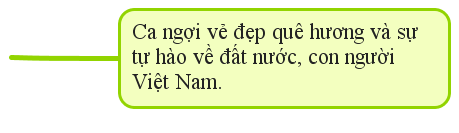 Ca ngợi vẻ đẹp quê hương và sự
tự hào về đất nước, con người
Việt Nam.